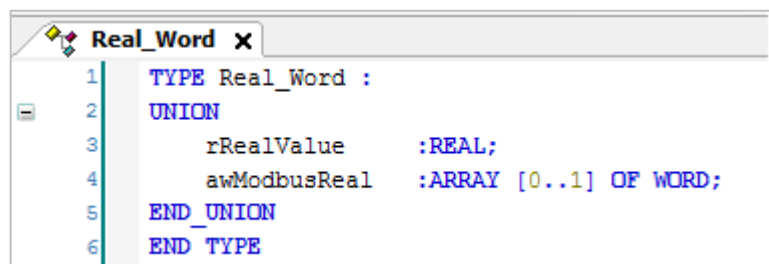 Real_Word x
1 TYPE Real_Word :
2 UNION
3 rRealValue :REAL;
4 awModbusReal :ARRAY [0..1] OF WORD;
5 END_UNION
6 END_TYPE